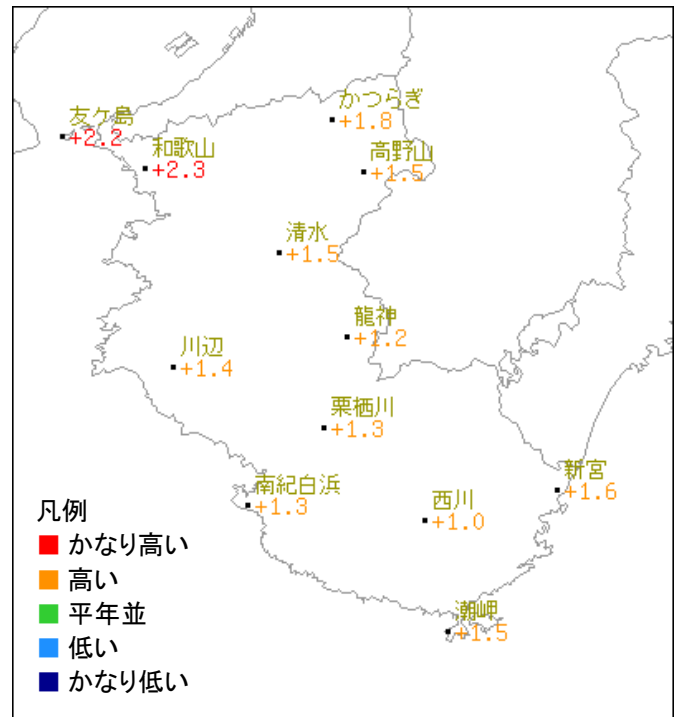 かつらぎ
+1.8
友ケ島
+2.2
和歌山
+2.3
高野山
+1.5
清水
+1.5
龍神
+1.2
川辺
+1.4
栗栖川
+1.3
南紀白浜
+1.3
西川
+1.0
新宮
+1.6
潮岬
+1.5
凡例
かなり高い
高い
平年並
低い
かなり低い